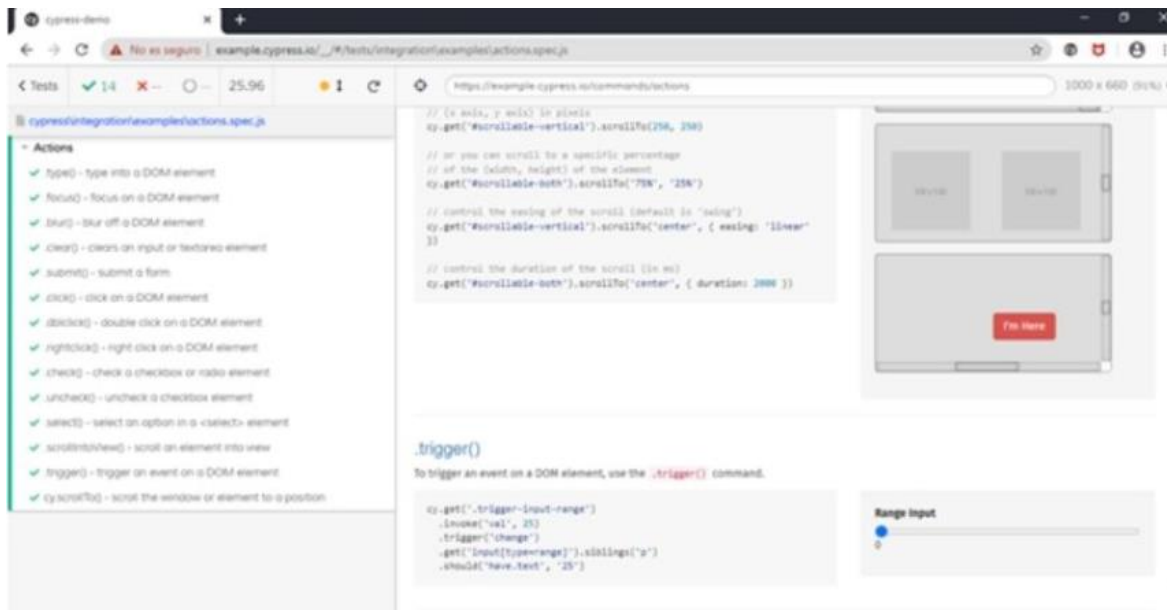 cypress-demo
No es seguro | example.cypress.io/__/#/tests/integration\examples\actions.spec.js
< Tests 14 -- -- 25.96
https://example.cypress.io/commands/actions
1000 x 660
cypress\integration\examples\actions.spec.js
Actions
.type() - type into a DOM element
.focus() - focus on a DOM element
.blur() - blur off a DOM element
.clear() - clears an input or textarea element
.submit() - submit a form
.click() - click on a DOM element
.dblclick() - double click on a DOM element
.rightclick() - right click on a DOM element
.check() - check a checkbox or radio element
.uncheck() - uncheck a checkbox element
.select() - select an option in a <select> element
.scrollIntoView() - scroll an element into view
.trigger() - trigger an event on a DOM element
cy.scrollTo() - scroll the window or element to a position
// (x axis, y axis) in pixels
cy.get('#scrollable-vertical').scrollTo(250, 250)
// or you can scroll to a specific percentage
// of the (width, height) of the element
cy.get('#scrollable-both').scrollTo('75%', '25%')
// control the easing of the scroll (default is 'swing')
cy.get('#scrollable-vertical').scrollTo('center', { easing: 'linear'
})
// control the duration of the scroll (in ms)
cy.get('#scrollable-both').scrollTo('center', { duration: 2000 })
I'm Here
.trigger()
To trigger an event on a DOM element, use the .trigger() command.
cy.get('.trigger-input-range')
.invoke('val', 25)
.trigger('change')
.get('input[type=range]').siblings('p')
.should('have.text', '25')
Range Input
0